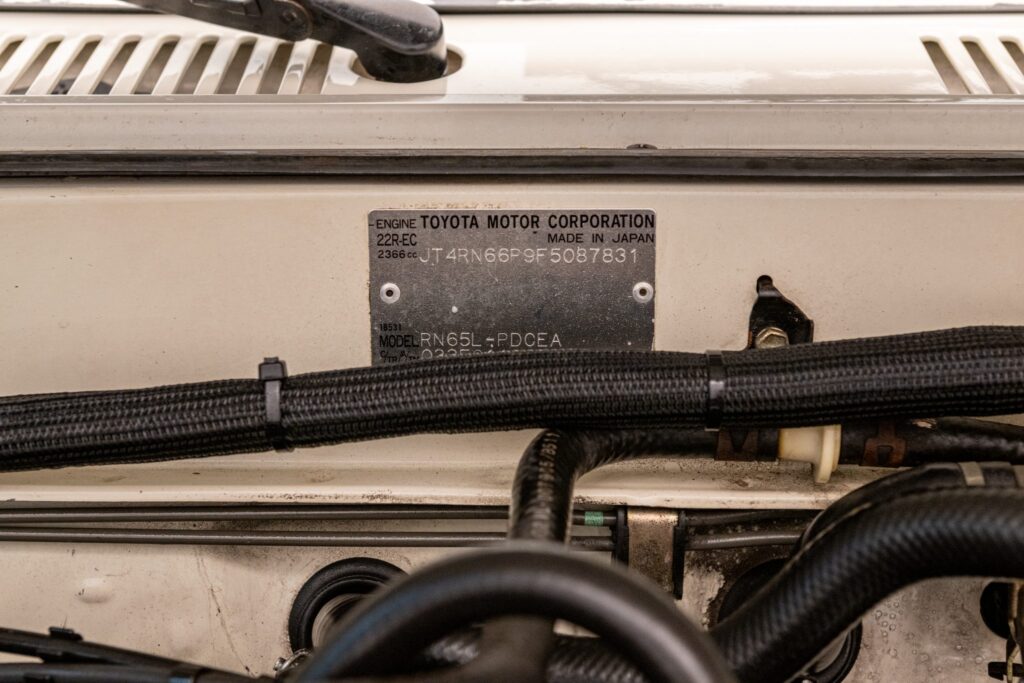 ENGINE TOYOTA MOTOR CORPORATION
22R-EC MADE IN JAPAN
2366cc JT4RN66P9F5087831
18531
MODEL RN65L-PDCEA